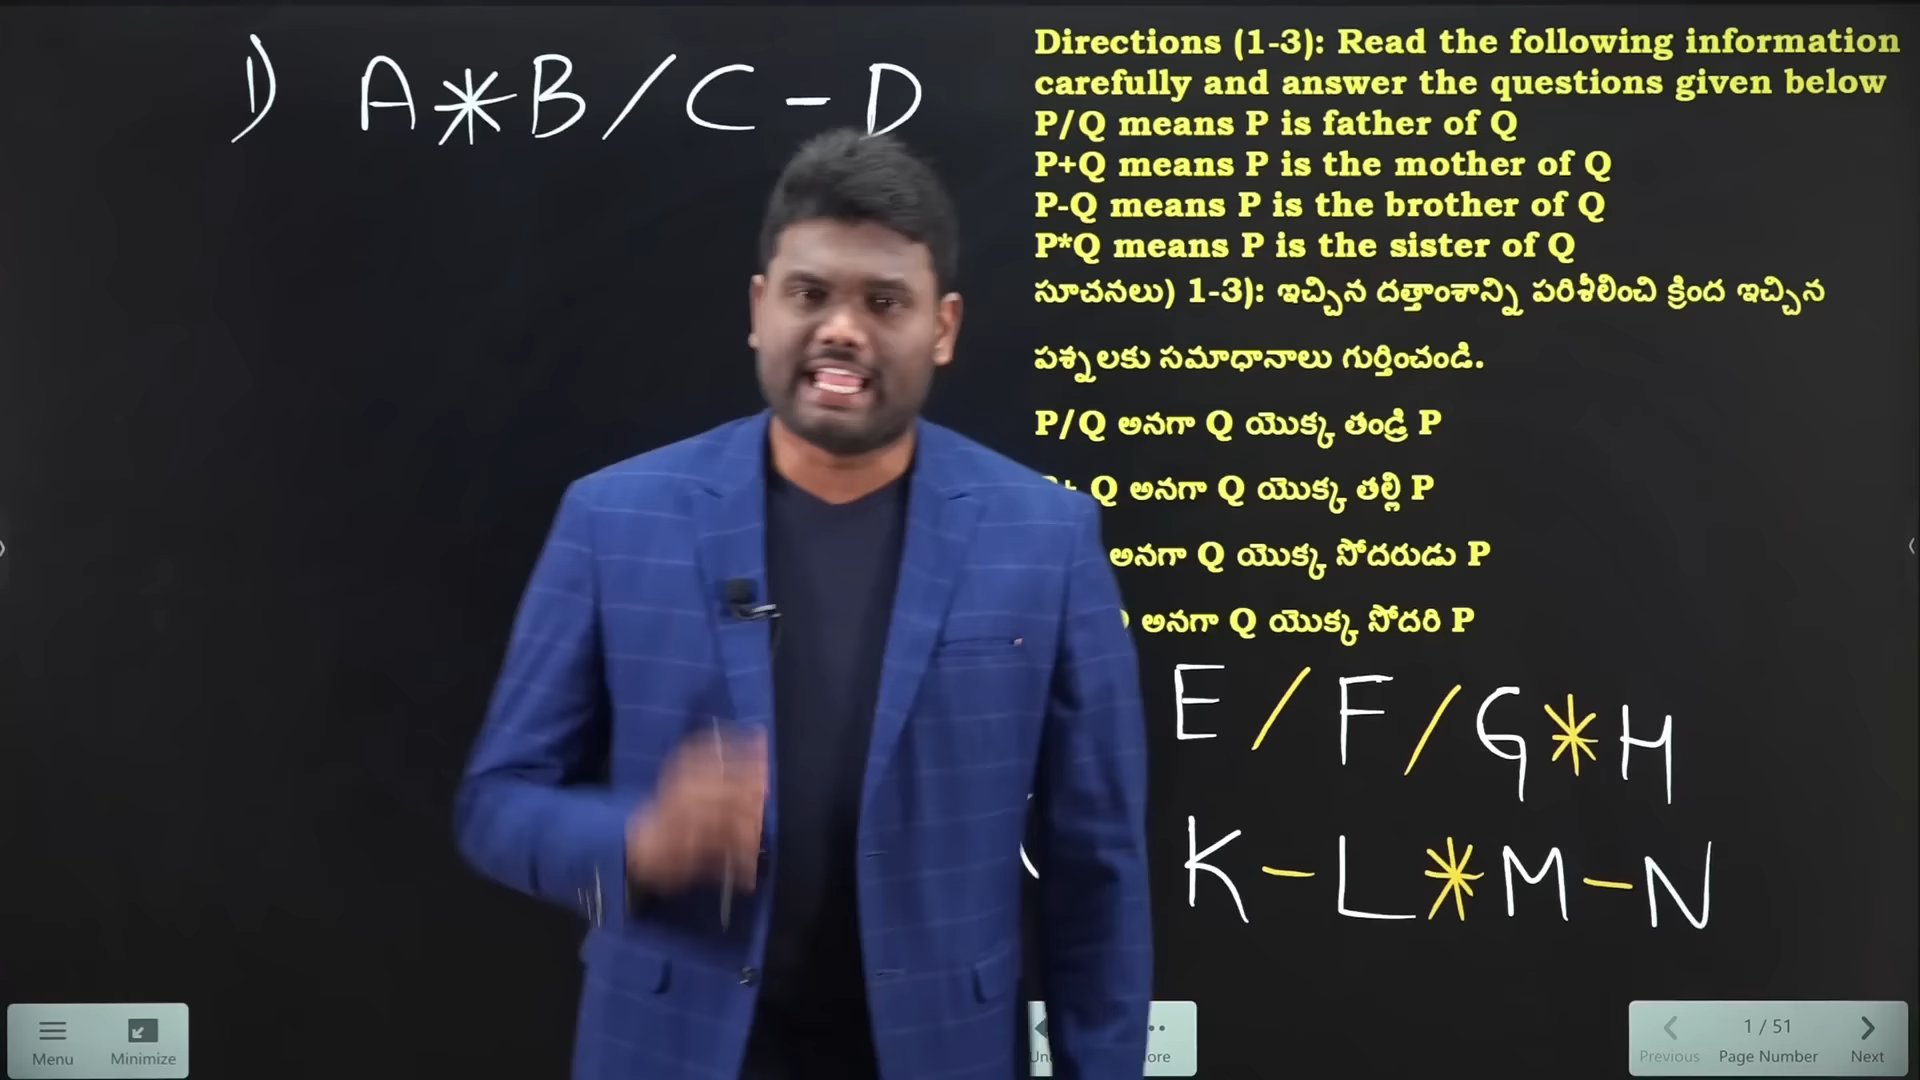 1) A * B / C - D
Directions (1-3): Read the following information
carefully and answer the questions given below
P/Q means P is father of Q
P+Q means P is the mother of Q
P-Q means P is the brother of Q
P*Q means P is the sister of Q
సూచనలు) 1-3): ఇచ్చిన దత్తాంశాన్ని పరిశీలించి క్రింద ఇచ్చిన
పశ్నలకు సమాధానాలు గుర్తించండి.
P/Q అనగా Q యొక్క తండ్రి P
Q అనగా Q యొక్క తల్లి P
అనగా Q యొక్క సోదరుడు P
అనగా Q యొక్క సోదరి P
E / F / G * H
K - L * M - N
Menu
Minimize
1 / 51
Previous
Page Number
Next